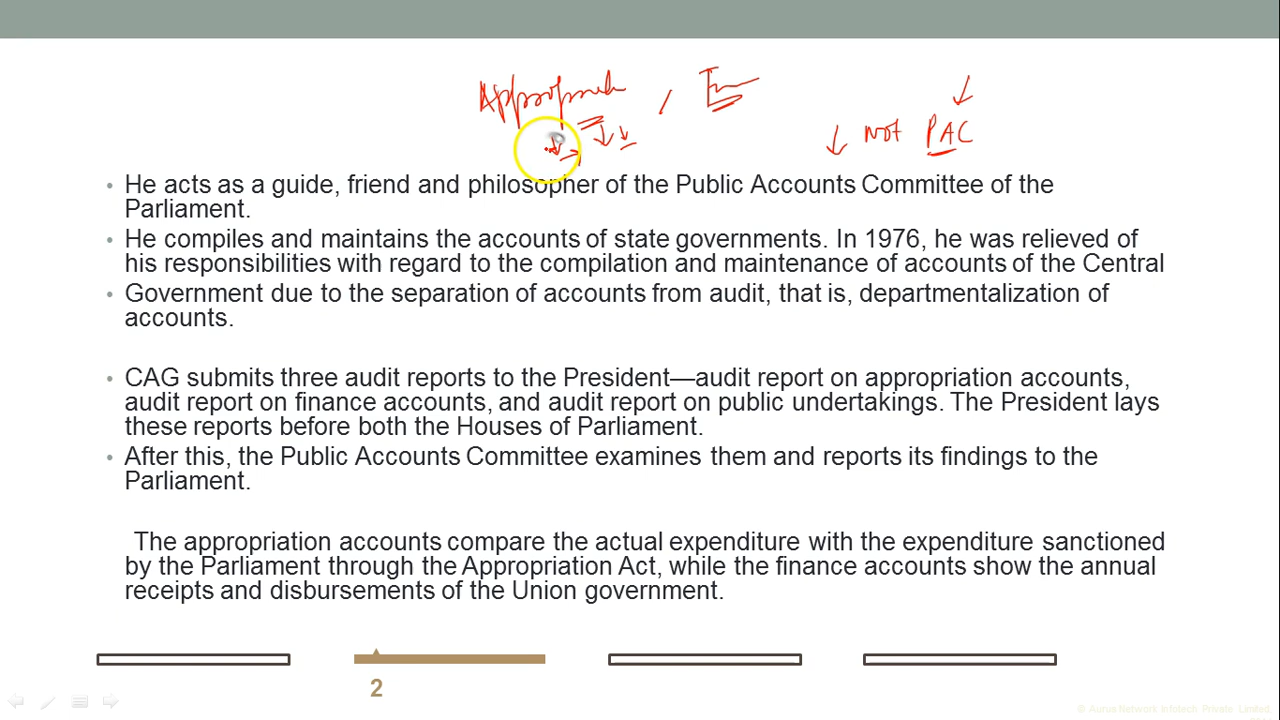 Not PAC
• He acts as a guide, friend and philosopher of the Public Accounts Committee of the
Parliament.
• He compiles and maintains the accounts of state governments. In 1976, he was relieved of
his responsibilities with regard to the compilation and maintenance of accounts of the Central
• Government due to the separation of accounts from audit, that is, departmentalization of
accounts.
• CAG submits three audit reports to the President—audit report on appropriation accounts,
audit report on finance accounts, and audit report on public undertakings. The President lays
these reports before both the Houses of Parliament.
• After this, the Public Accounts Committee examines them and reports its findings to the
Parliament.
The appropriation accounts compare the actual expenditure with the expenditure sanctioned
by the Parliament through the Appropriation Act, while the finance accounts show the annual
receipts and disbursements of the Union government.
2
© Aurus Network Infotech Private Limited.